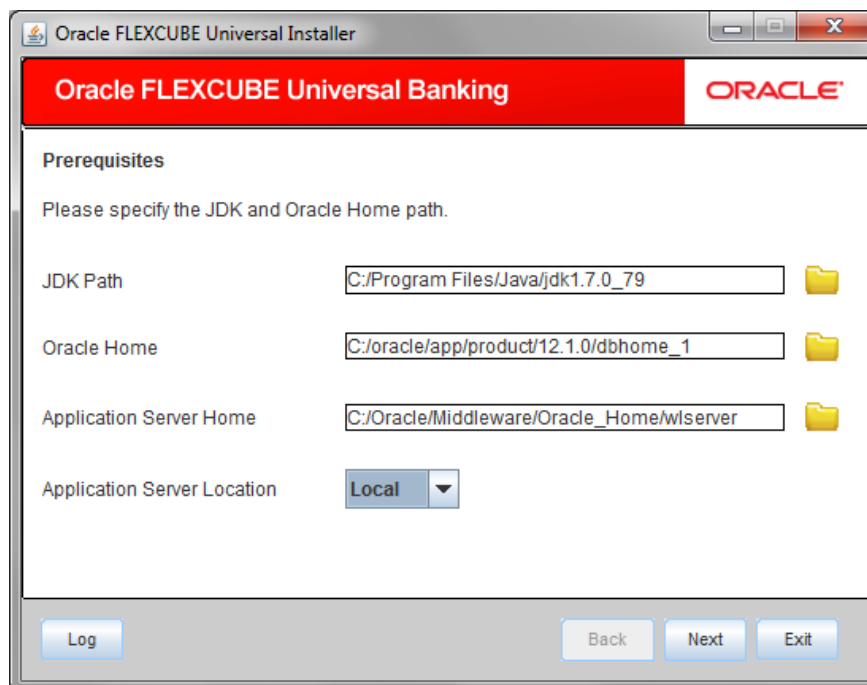 Oracle FLEXCUBE Universal Installer
Oracle FLEXCUBE Universal Banking
ORACLE
Prerequisites
Please specify the JDK and Oracle Home path.
JDK Path C:/Program Files/Java/jdk1.7.0_79
Oracle Home C:/oracle/app/product/12.1.0/dbhome_1
Application Server Home C:/Oracle/Middleware/Oracle_Home/wlserver
Application Server Location Local
Log Back Next Exit